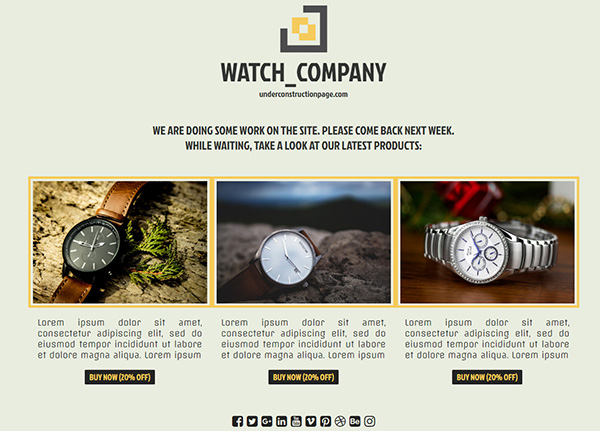 WATCH_COMPANY
underconstructionpage.com
WE ARE DOING SOME WORK ON THE SITE. PLEASE COME BACK NEXT WEEK.
WHILE WAITING, TAKE A LOOK AT OUR LATEST PRODUCTS:
Lorem ipsum dolor sit amet,
consectetur adipiscing elit, sed do
eiusmod tempor incididunt ut labore
et dolore magna aliqua. Lorem ipsum
BUY NOW (20% OFF)
Lorem ipsum dolor sit amet,
consectetur adipiscing elit, sed do
eiusmod tempor incididunt ut labore
et dolore magna aliqua. Lorem ipsum
BUY NOW (20% OFF)
Lorem ipsum dolor sit amet,
consectetur adipiscing elit, sed do
eiusmod tempor incididunt ut labore
et dolore magna aliqua. Lorem ipsum
BUY NOW (20% OFF)